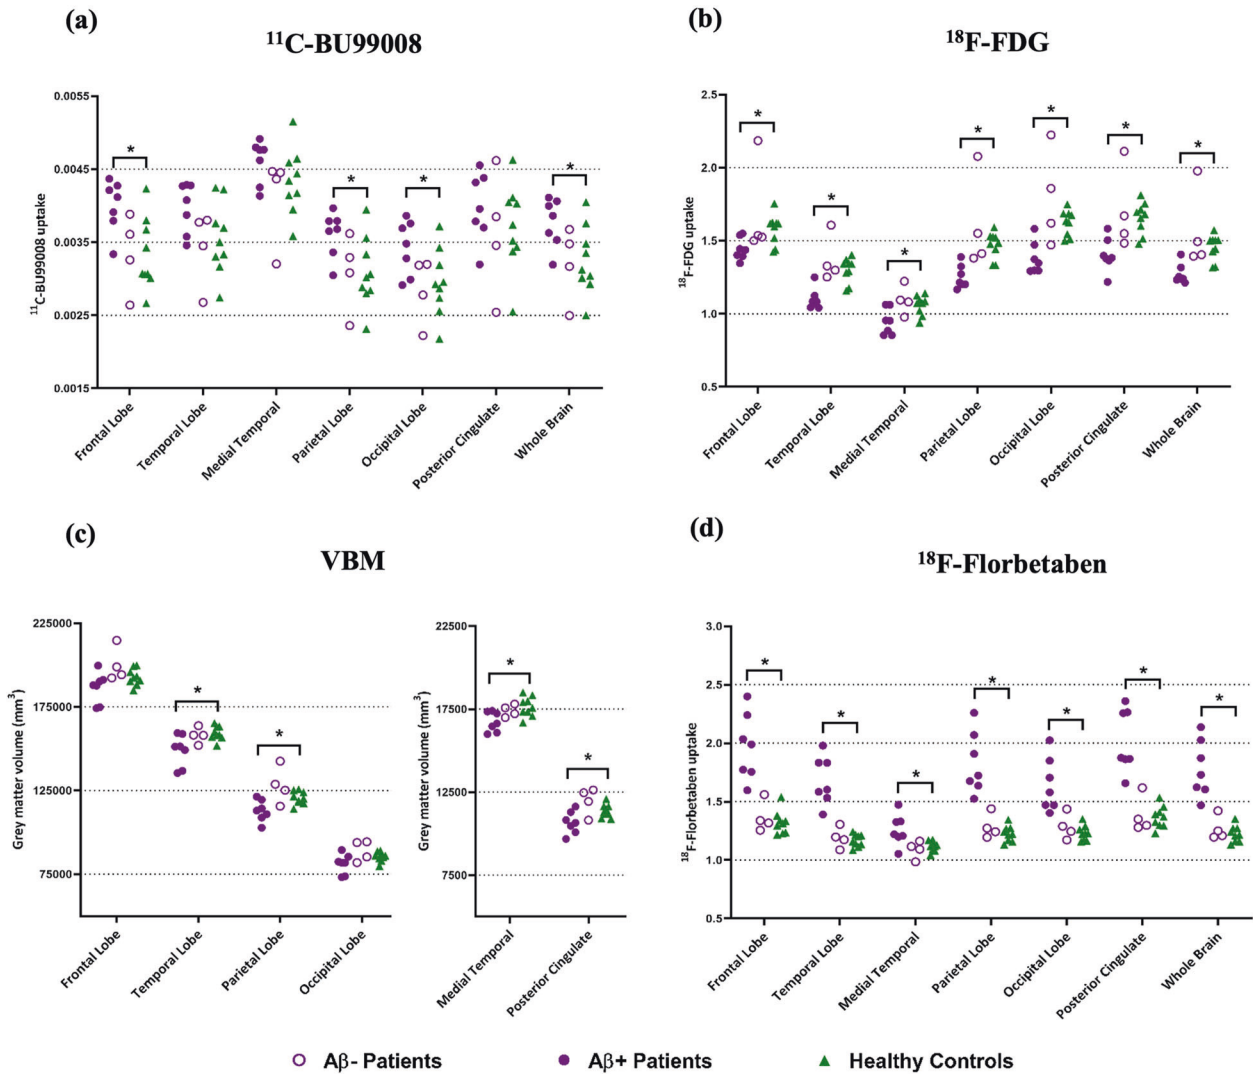 (a)
¹¹C-BU99008
0.0055
0.0045
0.0035
0.0025
0.0015
¹¹C-BU99008 uptake
*
*
*
*
Frontal Lobe
Temporal Lobe
Medial Temporal
Parietal Lobe
Occipital Lobe
Posterior Cingulate
Whole Brain
(b)
¹⁸F-FDG
2.5
2.0
1.5
1.0
0.5
¹⁸F-FDG uptake
*
*
*
*
*
*
*
Frontal Lobe
Temporal Lobe
Medial Temporal
Parietal Lobe
Occipital Lobe
Posterior Cingulate
Whole Brain
(c)
VBM
225000
175000
125000
75000
Grey matter volume (mm³)
*
*
Frontal Lobe
Temporal Lobe
Parietal Lobe
Occipital Lobe
22500
17500
12500
7500
Grey matter volume (mm³)
*
*
Medial Temporal
Posterior Cingulate
(d)
¹⁸F-Florbetaben
3.0
2.5
2.0
1.5
1.0
0.5
¹⁸F-Florbetaben uptake
*
*
*
*
*
*
*
Frontal Lobe
Temporal Lobe
Medial Temporal
Parietal Lobe
Occipital Lobe
Posterior Cingulate
Whole Brain
Aβ- Patients
Aβ+ Patients
Healthy Controls